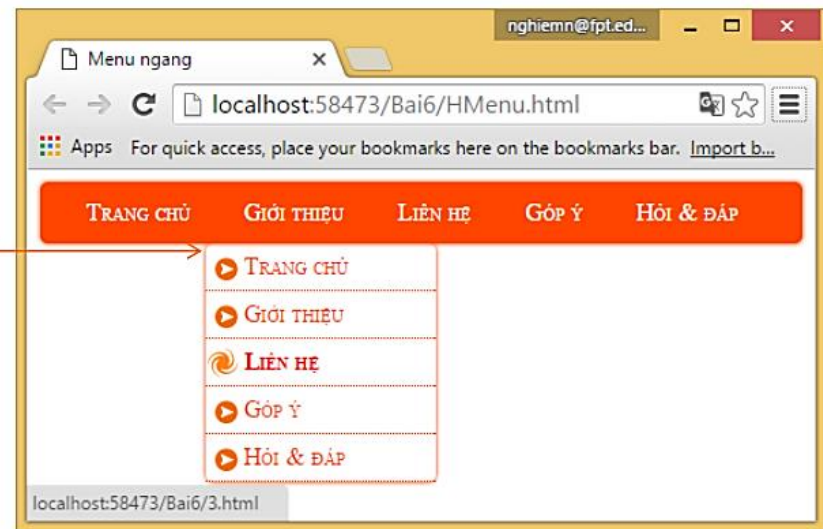 nghiemn@fpt.ed...
Menu ngang
localhost:58473/Bai6/HMenu.html
Apps For quick access, place your bookmarks here on the bookmarks bar. Import b...
Trang chủ Giới thiệu Liên hệ Góp ý Hỏi & đáp
Trang chủ
Giới thiệu
Liên hệ
Góp ý
Hỏi & đáp
localhost:58473/Bai6/3.html